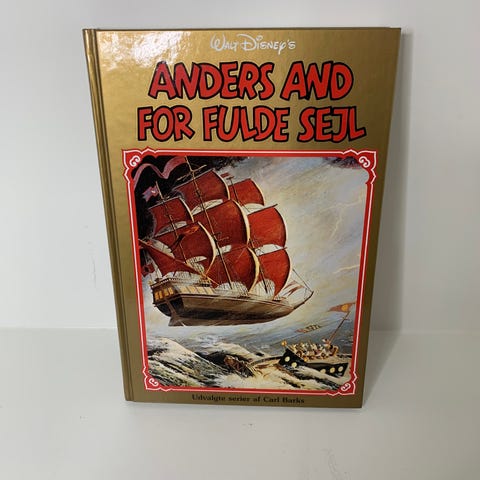 Walt Disney's
ANDERS AND
FOR FULDE SEJL
Udvalgte serier af Carl Barks